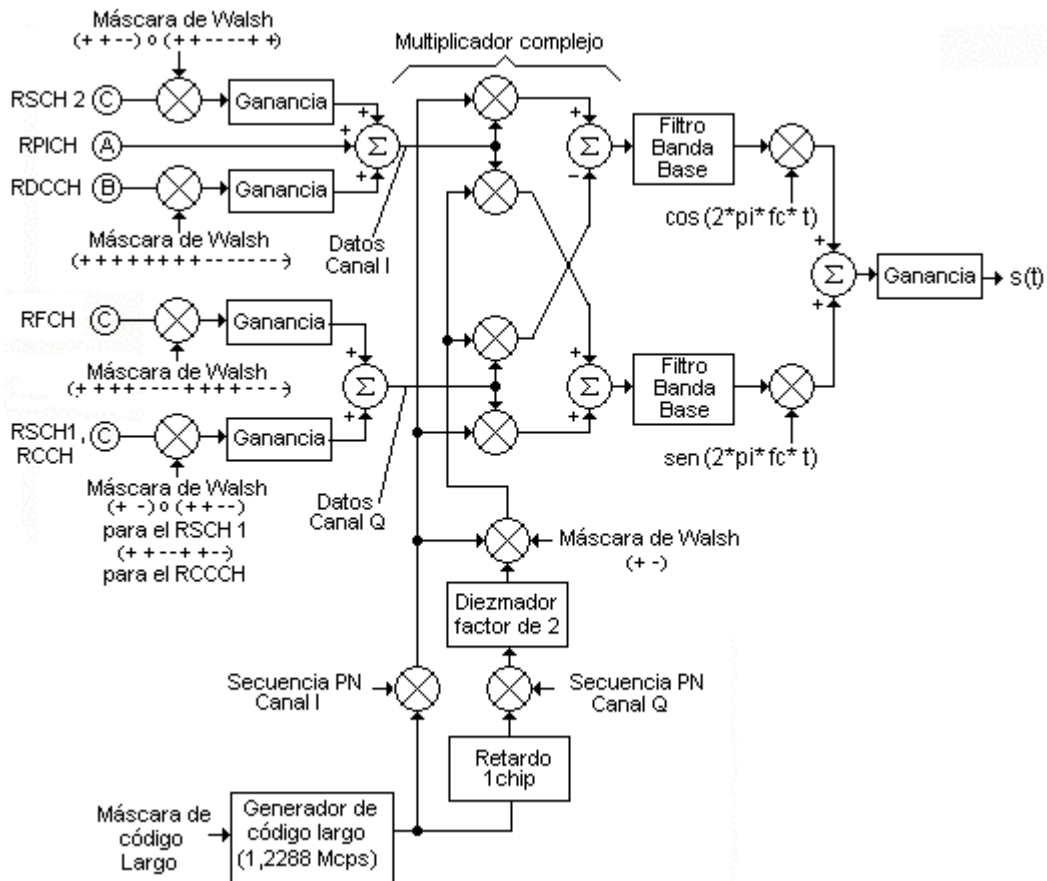 Máscara de Walsh
(+ + - -) o (+ + - - - - + +)
Multiplicador complejo
RSCH 2
C
Ganancia
+
+
+
Σ
RPICH
A
RDCCH
B
Ganancia
Máscara de Walsh
(+ + + + + + + + - - - - - - - -)
Datos
Canal I
+
-
Σ
Filtro
Banda
Base
cos (2*pi* fc* t)
+
+
Σ
Ganancia
s(t)
RFCH
C
Ganancia
Máscara de Walsh
(+ + + + - - - - + + + + - - - -)
+
+
Σ
RSCH1,
RCCH
C
Ganancia
Máscara de Walsh
(+ -) o (+ + - -)
para el RSCH 1
(+ + - - + + - -)
para el RCCCH
Datos
Canal Q
+
+
Σ
Filtro
Banda
Base
sen (2*pi* fc* t)
Máscara de Walsh
(+ -)
Diezmador
factor de 2
Secuencia PN
Canal I
Secuencia PN
Canal Q
Retardo
1chip
Máscara de
código
Largo
Generador de
código largo
(1,2288 Mcps)